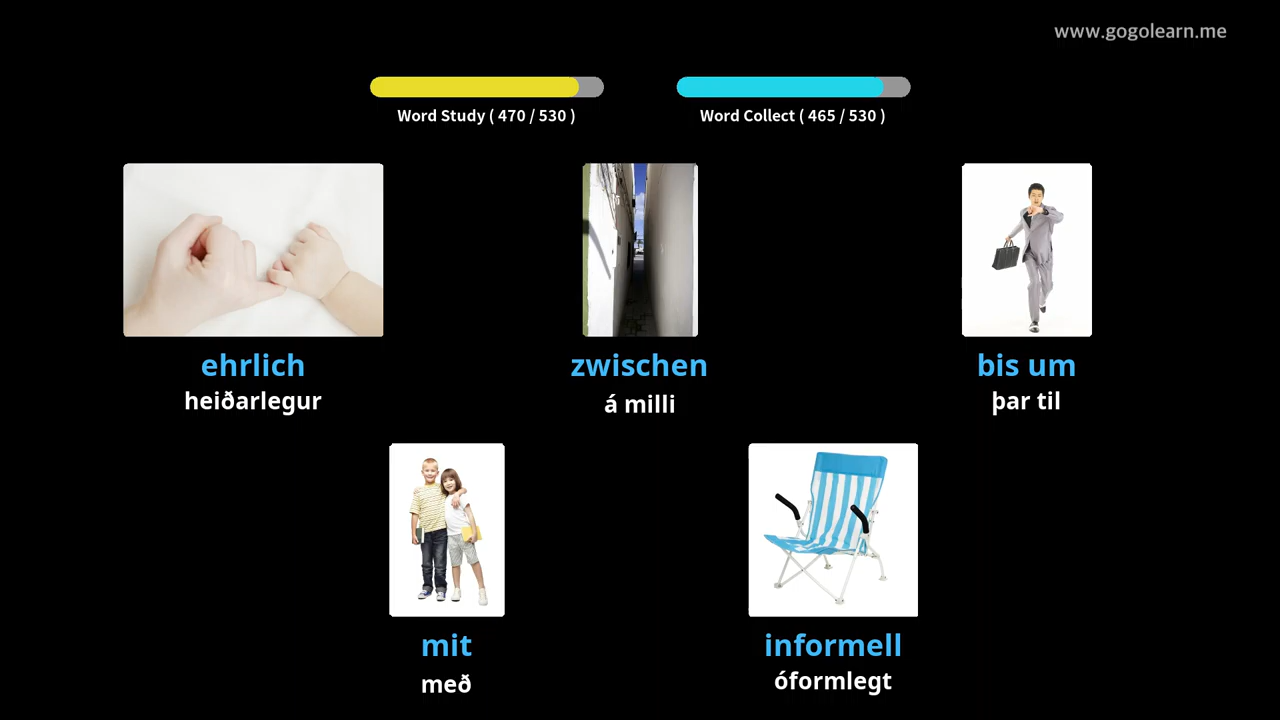 www.gogolearn.me
Word Study ( 470 / 530 )
Word Collect ( 465 / 530 )
ehrlich
heiðarlegur
zwischen
á milli
bis um
þar til
mit
með
informell
óformlegt